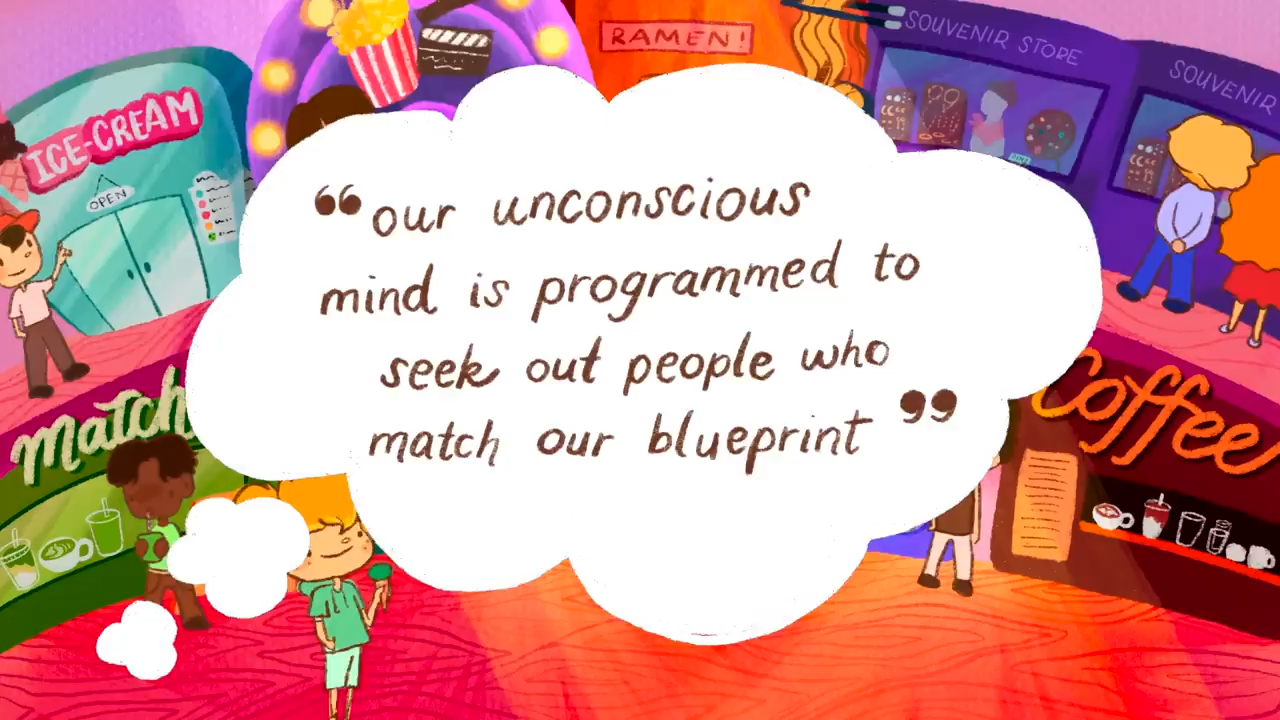 RAMEN!
SOUVENIR STORE
SOUVENIR
ICE-CREAM
OPEN
“our unconscious
mind is programmed to
seek out people who
match our blueprint”
Match
Coffee